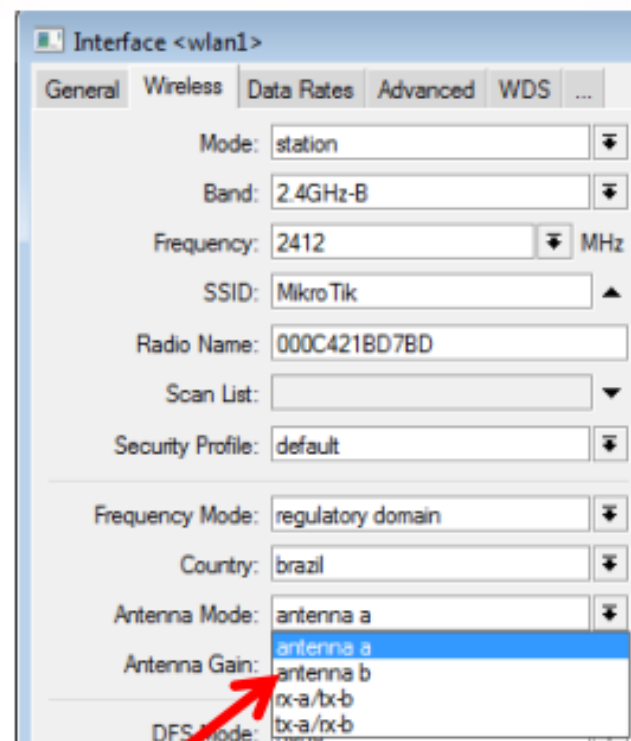 Interface <wlan1>
General Wireless Data Rates Advanced WDS ...
Mode: station
Band: 2.4GHz-B
Frequency: 2412 MHz
SSID: MikroTik
Radio Name: 000C421BD7BD
Scan List:
Security Profile: default
Frequency Mode: regulatory domain
Country: brazil
Antenna Mode: antenna a
antenna a
Antenna Gain: antenna b
rx-a/tx-b
DFS Mode: tx-a/rx-b